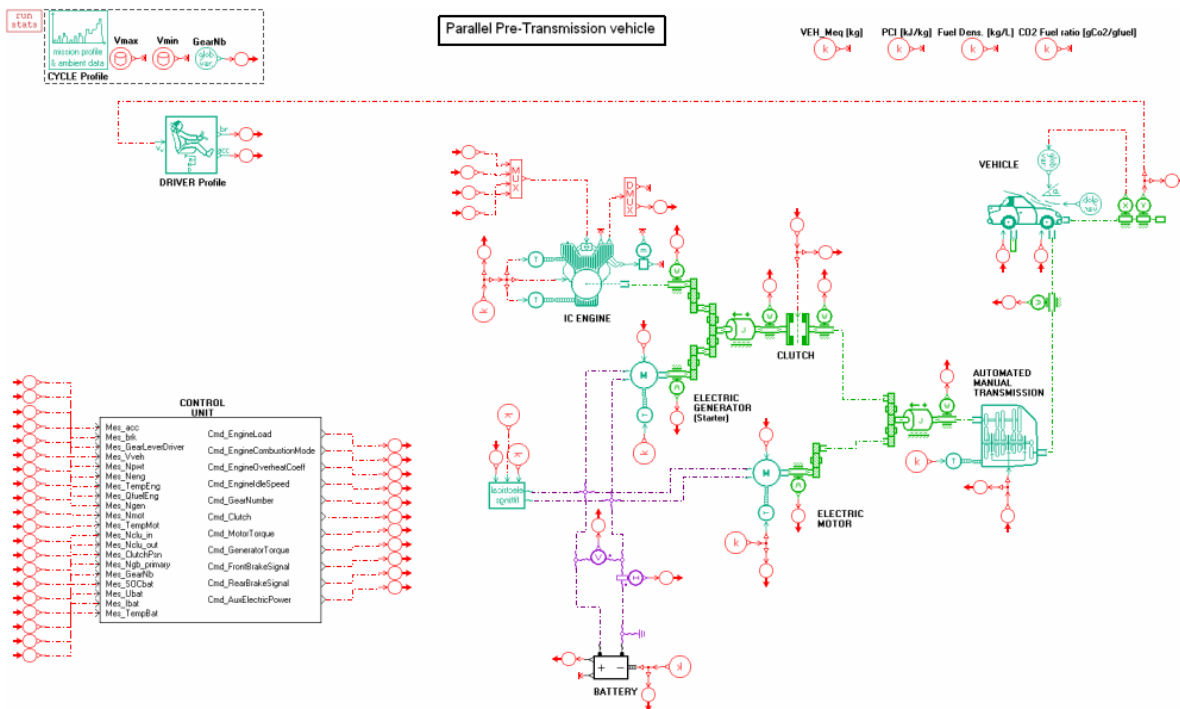 run
stats
Vmax
Vmin
GearNb
mission profile
& ambient data
CYCLE Profile
Parallel Pre-Transmission vehicle
VEH_Meq [kg]
PCI [kJ/kg]
Fuel Dens. [kg/L]
CO2 Fuel ratio [gCo2/gfuel]
k
k
k
k
br
acc
DRIVER Profile
VEHICLE
MUX
DMUX
IC ENGINE
CLUTCH
ELECTRIC
GENERATOR
(Starter)
AUTOMATED
MANUAL
TRANSMISSION
ELECTRIC
MOTOR
BATTERY
CONTROL
UNIT
Mes_acc
Mes_brk
Mes_GearLeverDriver
Mes_Vveh
Mes_Npwt
Mes_Neng
Mes_TempEng
Mes_QfuelEng
Mes_Ngen
Mes_Nmot
Mes_TempMot
Mes_Nclu_in
Mes_Nclu_out
Mes_ClutchPsn
Mes_Ngb_primary
Mes_GearNb
Mes_SOCbat
Mes_Ubat
Mes_Ibat
Mes_TempBat
Cmd_EngineLoad
Cmd_EngineCombustionMode
Cmd_EngineOverheatCoeff
Cmd_EngineIdleSpeed
Cmd_GearNumber
Cmd_Clutch
Cmd_MotorTorque
Cmd_GeneratorTorque
Cmd_FrontBrakeSignal
Cmd_RearBrakeSignal
Cmd_AuxElectricPower